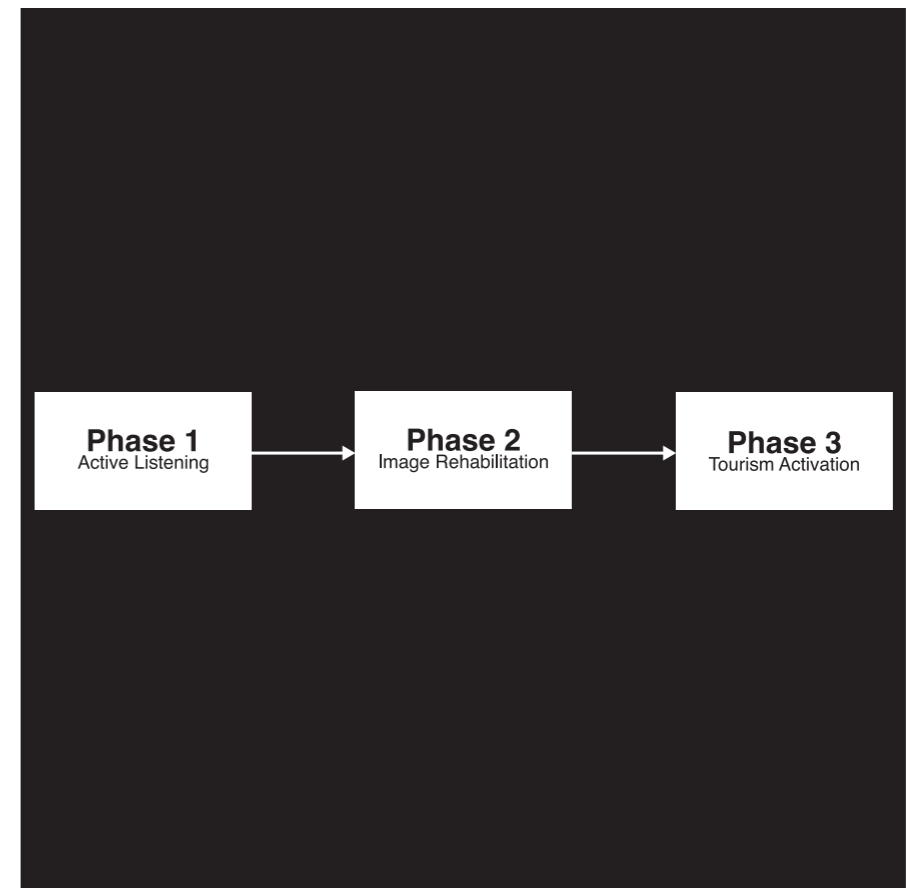 Phase 1
Active Listening
Phase 2
Image Rehabilitation
Phase 3
Tourism Activation